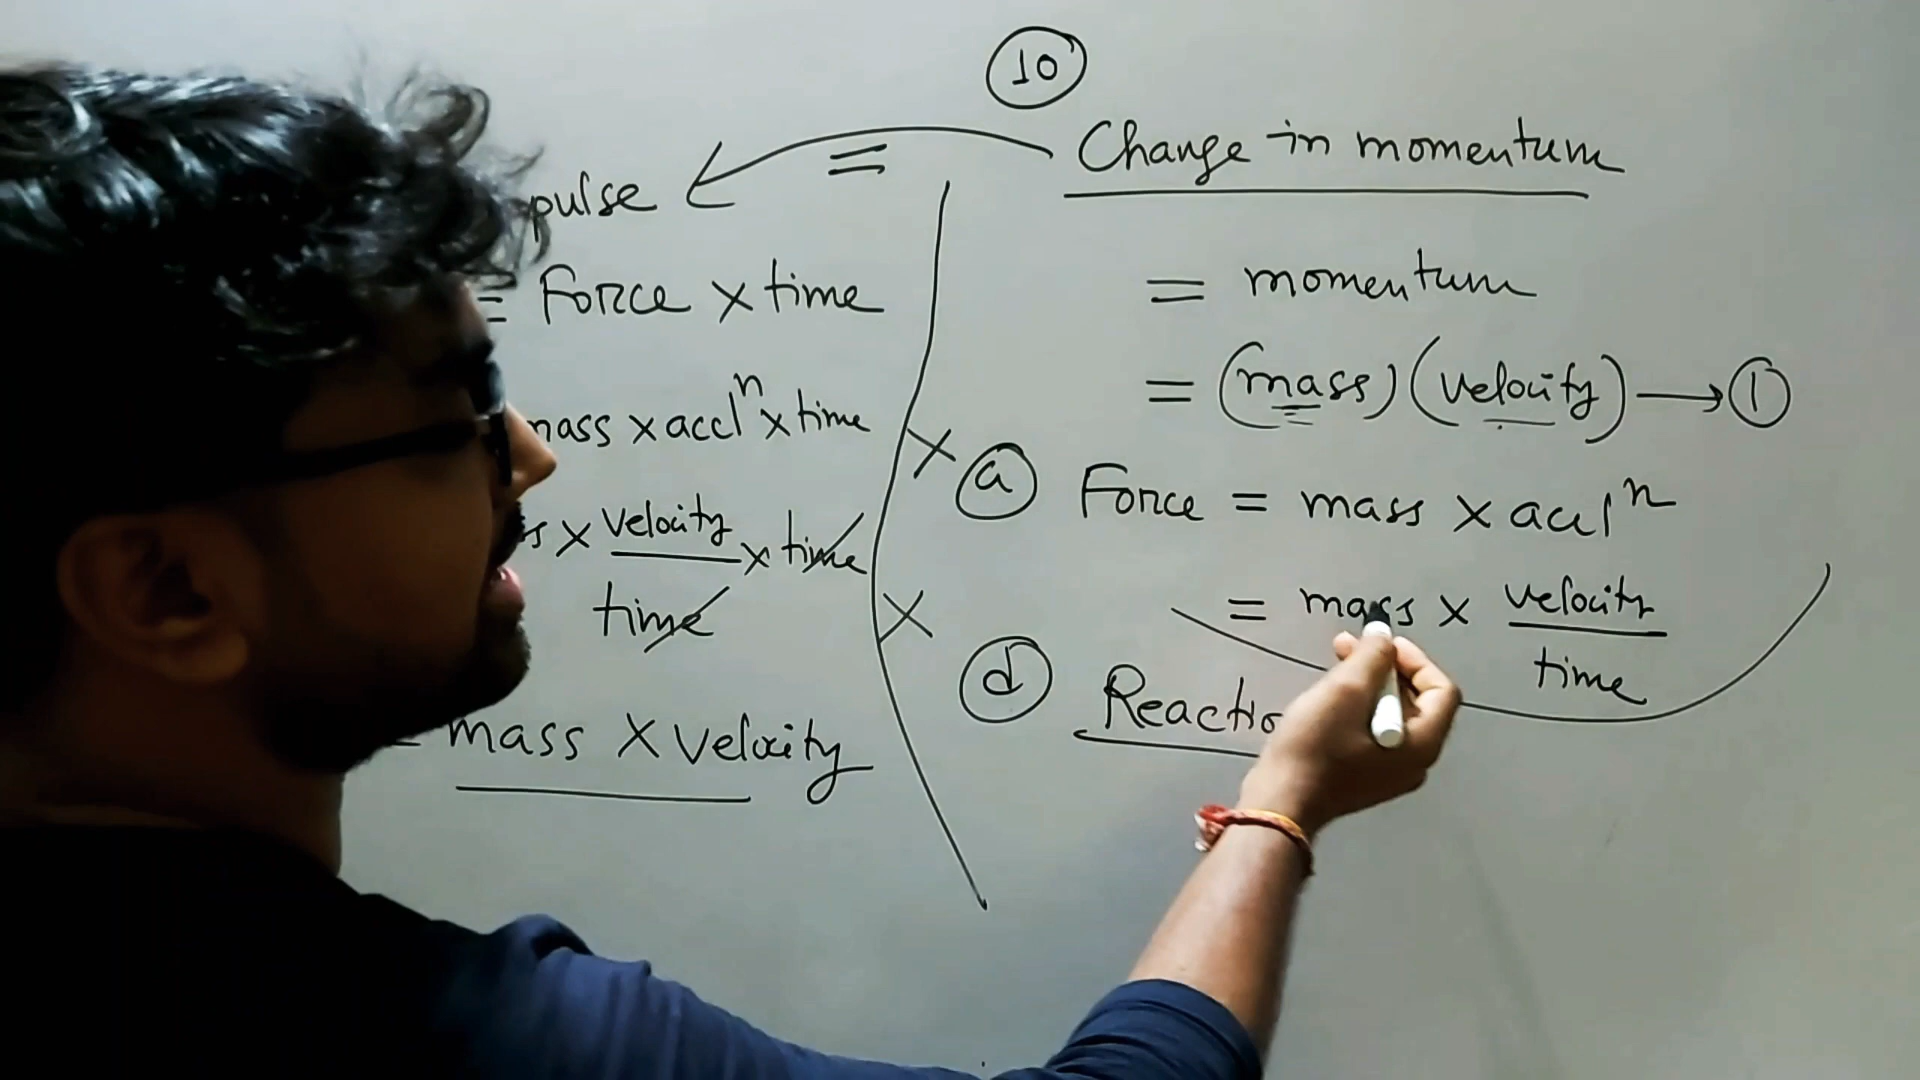 10
Change in momentum
= momentum
= (mass) (velocity) → 1
X a Force = mass x accl^n
= mass x velocity / time
X d Reactio
pulse ← =
= Force x time
mass x accl^n x time
s x velocity / time x time
= mass X velocity